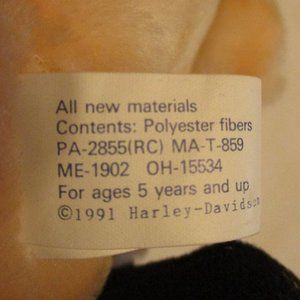 All new materials
Contents: Polyester fibers
PA-2855(RC) MA-T-859
ME-1902 OH-15534
For ages 5 years and up
©1991 Harley-Davidson